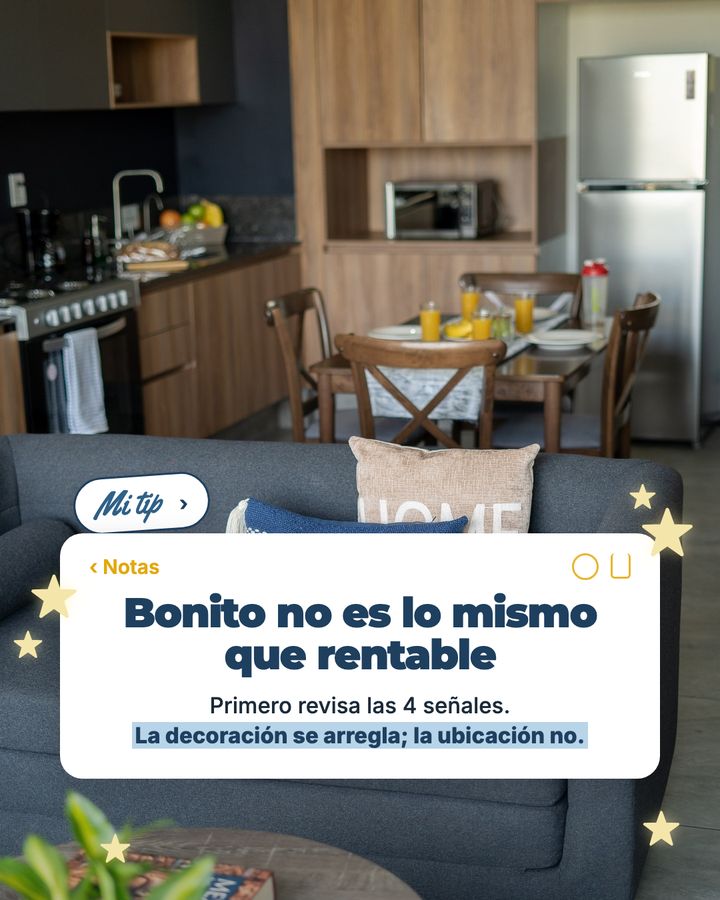 HOME
Mi tip ›
‹ Notas
Bonito no es lo mismo
que rentable
Primero revisa las 4 señales.
La decoración se arregla; la ubicación no.